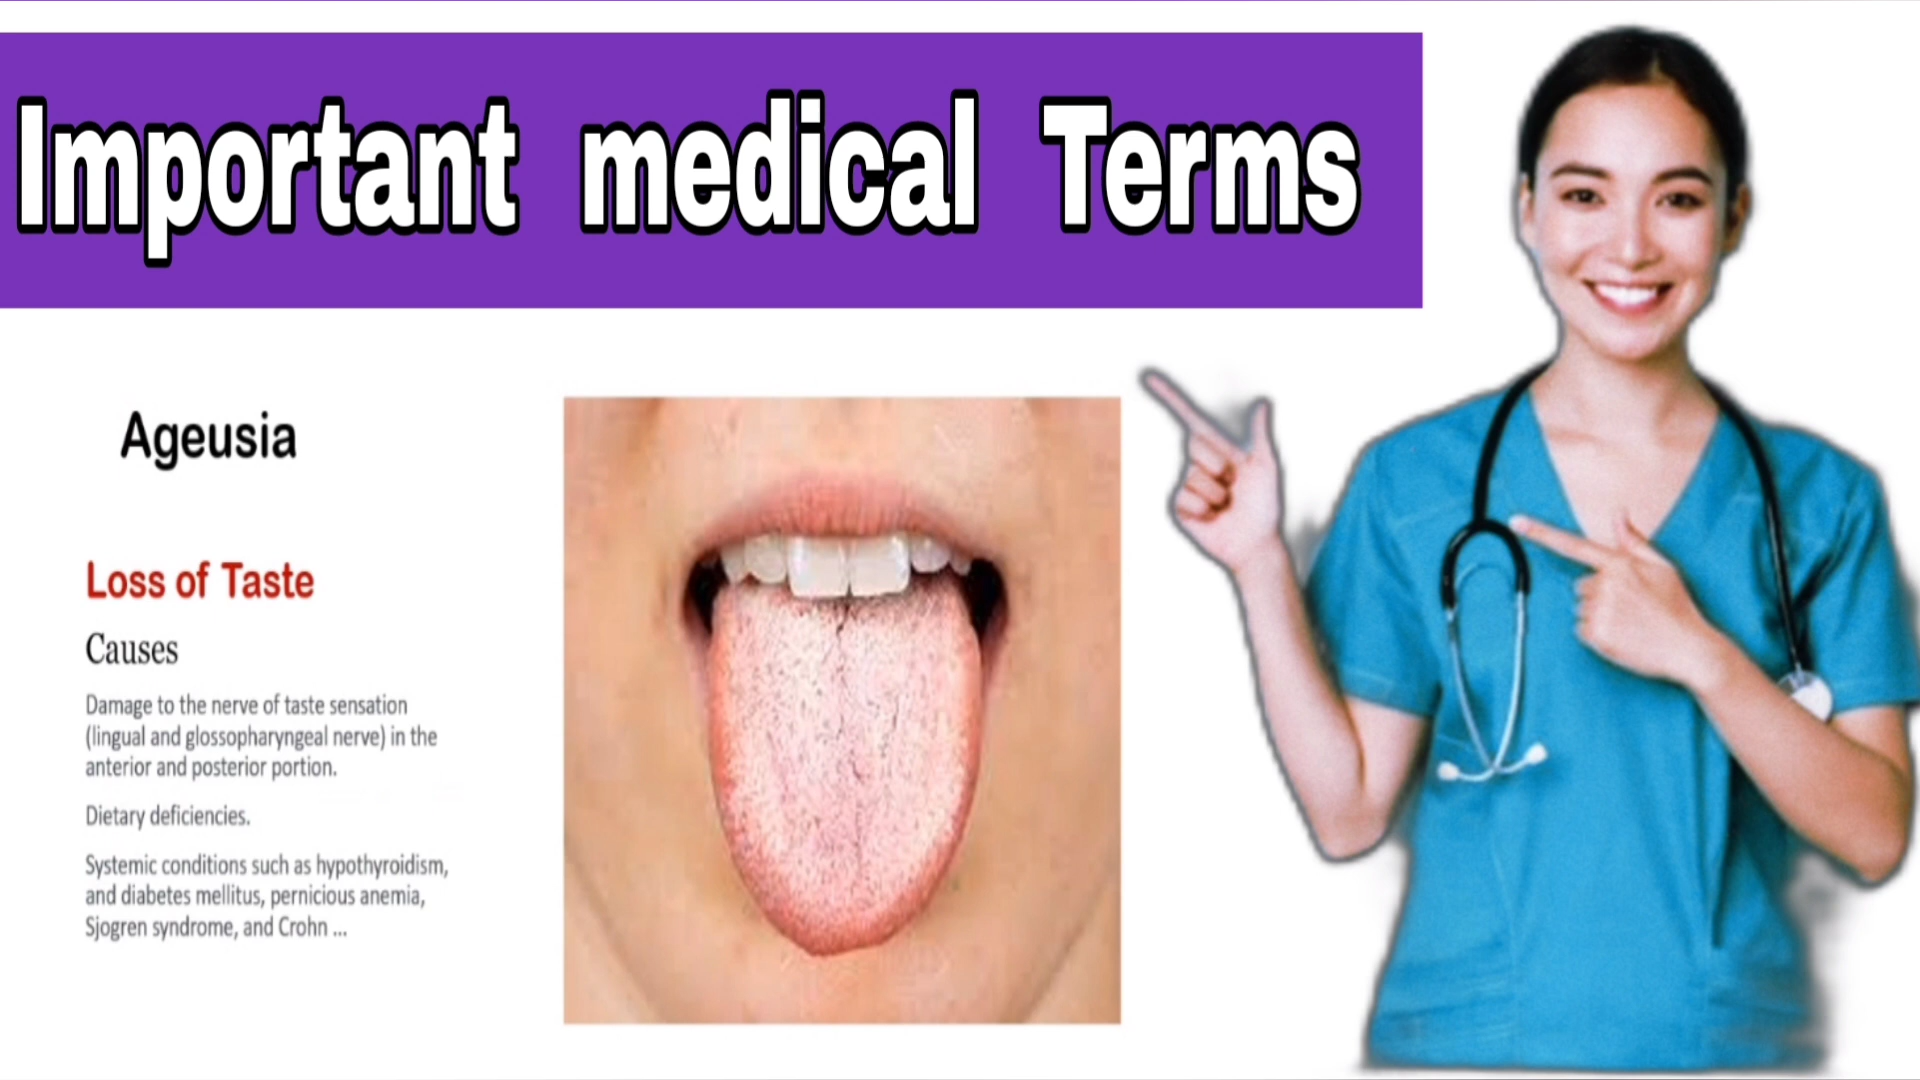 Important medical Terms
Ageusia
Loss of Taste
Causes
Damage to the nerve of taste sensation
(lingual and glossopharyngeal nerve) in the
anterior and posterior portion.
Dietary deficiencies.
Systemic conditions such as hypothyroidism,
and diabetes mellitus, pernicious anemia,
Sjogren syndrome, and Crohn ...